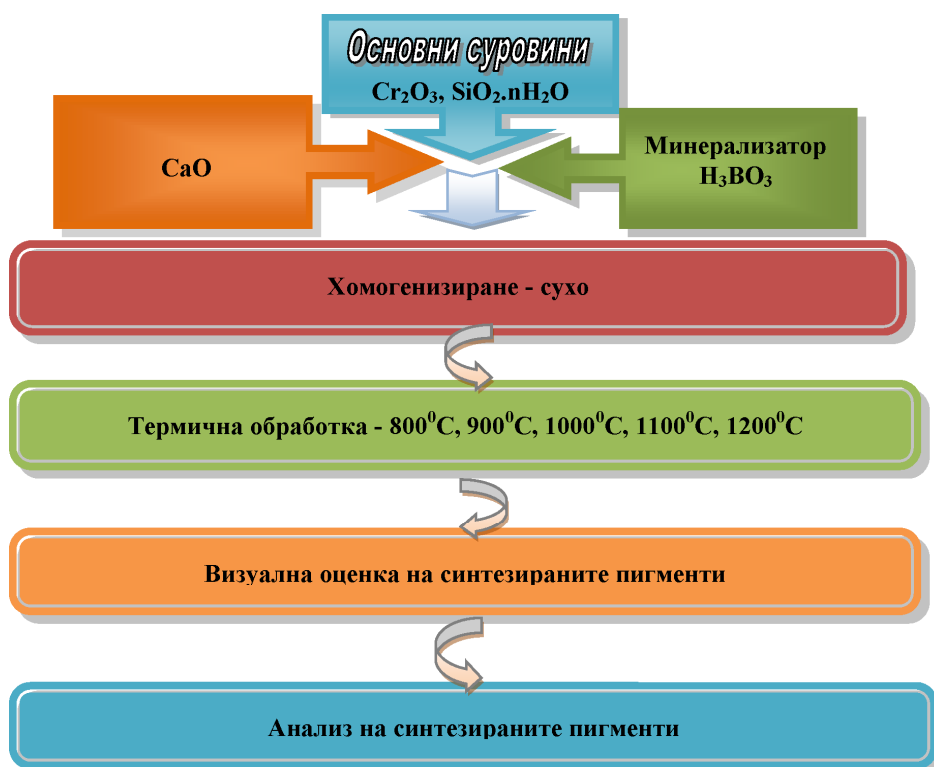 Основни суровини
Cr₂O₃, SiO₂.nH₂O
CaO
Минерализатор
H₃BO₃
Хомогенизиране - сухо
Термична обработка - 800⁰C, 900⁰C, 1000⁰C, 1100⁰C, 1200⁰C
Визуална оценка на синтезираните пигменти
Анализ на синтезираните пигменти